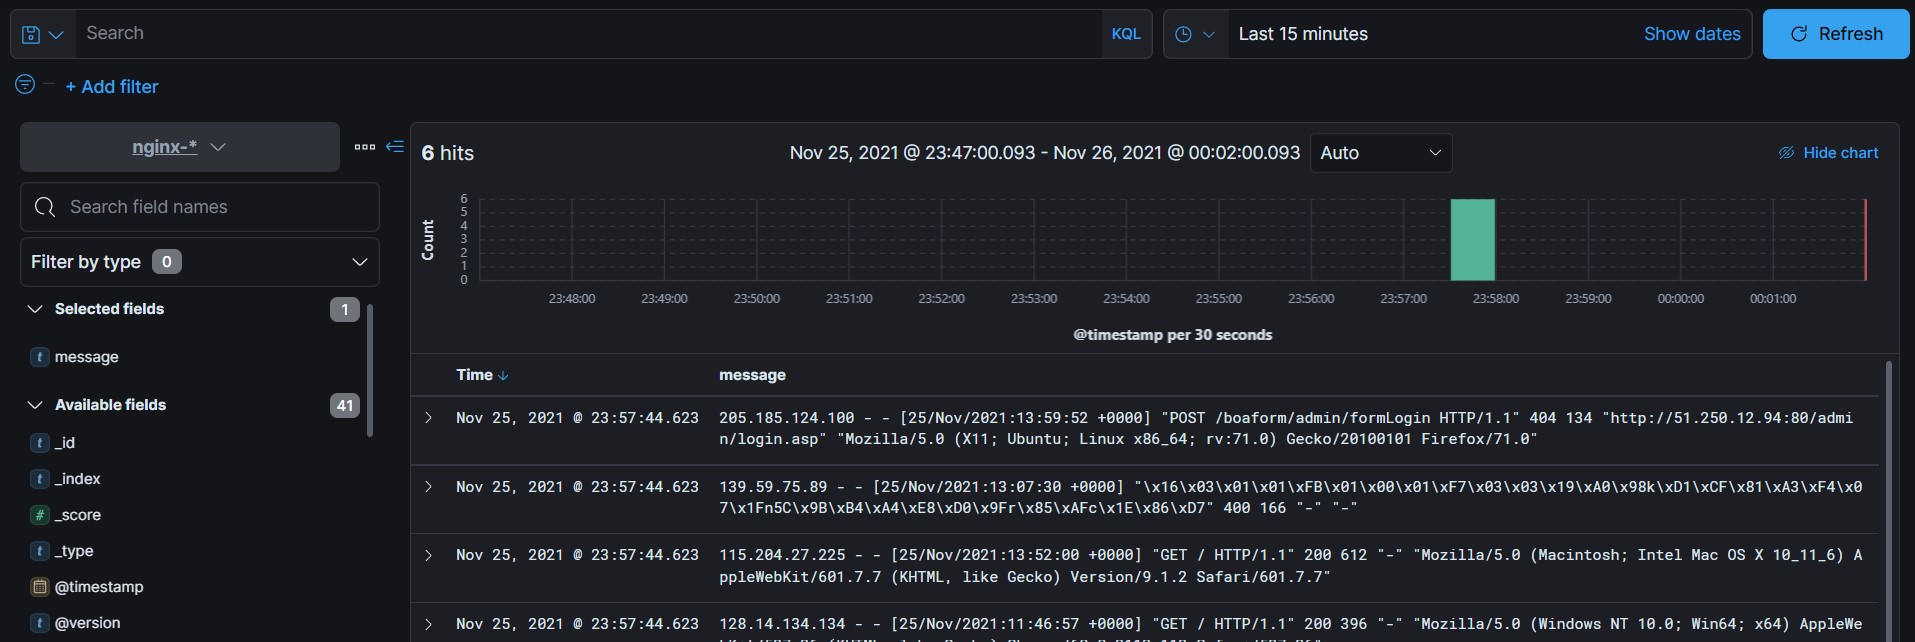 Search
KQL
Last 15 minutes
Show dates
Refresh
+ Add filter
nginx-*
6 hits
Nov 25, 2021 @ 23:47:00.093 - Nov 26, 2021 @ 00:02:00.093
Auto
Hide chart
Search field names
Filter by type 0
Selected fields 1
t message
Available fields 41
t _id
t _index
# _score
t _type
@timestamp
t @version
Count
6
5
4
3
2
1
0
23:48:00 23:49:00 23:50:00 23:51:00 23:52:00 23:53:00 23:54:00 23:55:00 23:56:00 23:57:00 23:58:00 23:59:00 00:00:00 00:01:00
@timestamp per 30 seconds
Time message
Nov 25, 2021 @ 23:57:44.623 205.185.124.100 - - [25/Nov/2021:13:59:52 +0000] "POST /boaform/admin/formLogin HTTP/1.1" 404 134 "http://51.250.12.94:80/admi
n/login.asp" "Mozilla/5.0 (X11; Ubuntu; Linux x86_64; rv:71.0) Gecko/20100101 Firefox/71.0"
Nov 25, 2021 @ 23:57:44.623 139.59.75.89 - - [25/Nov/2021:13:07:30 +0000] "\x16\x03\x01\x01\xFB\x01\x00\x01\xF7\x03\x03\x19\xA0\x98k\xD1\xCF\x81\xA3\xF4\x0
7\x1Fn5C\x9B\xB4\xA4\xE8\xD0\x9Fr\x85\xAFc\x1E\x86\xD7" 400 166 "-" "-"
Nov 25, 2021 @ 23:57:44.623 115.204.27.225 - - [25/Nov/2021:13:52:00 +0000] "GET / HTTP/1.1" 200 612 "-" "Mozilla/5.0 (Macintosh; Intel Mac OS X 10_11_6) A
ppleWebKit/601.7.7 (KHTML, like Gecko) Version/9.1.2 Safari/601.7.7"
Nov 25, 2021 @ 23:57:44.623 128.14.134.134 - - [25/Nov/2021:11:46:57 +0000] "GET / HTTP/1.1" 200 396 "-" "Mozilla/5.0 (Windows NT 10.0; Win64; x64) AppleWe